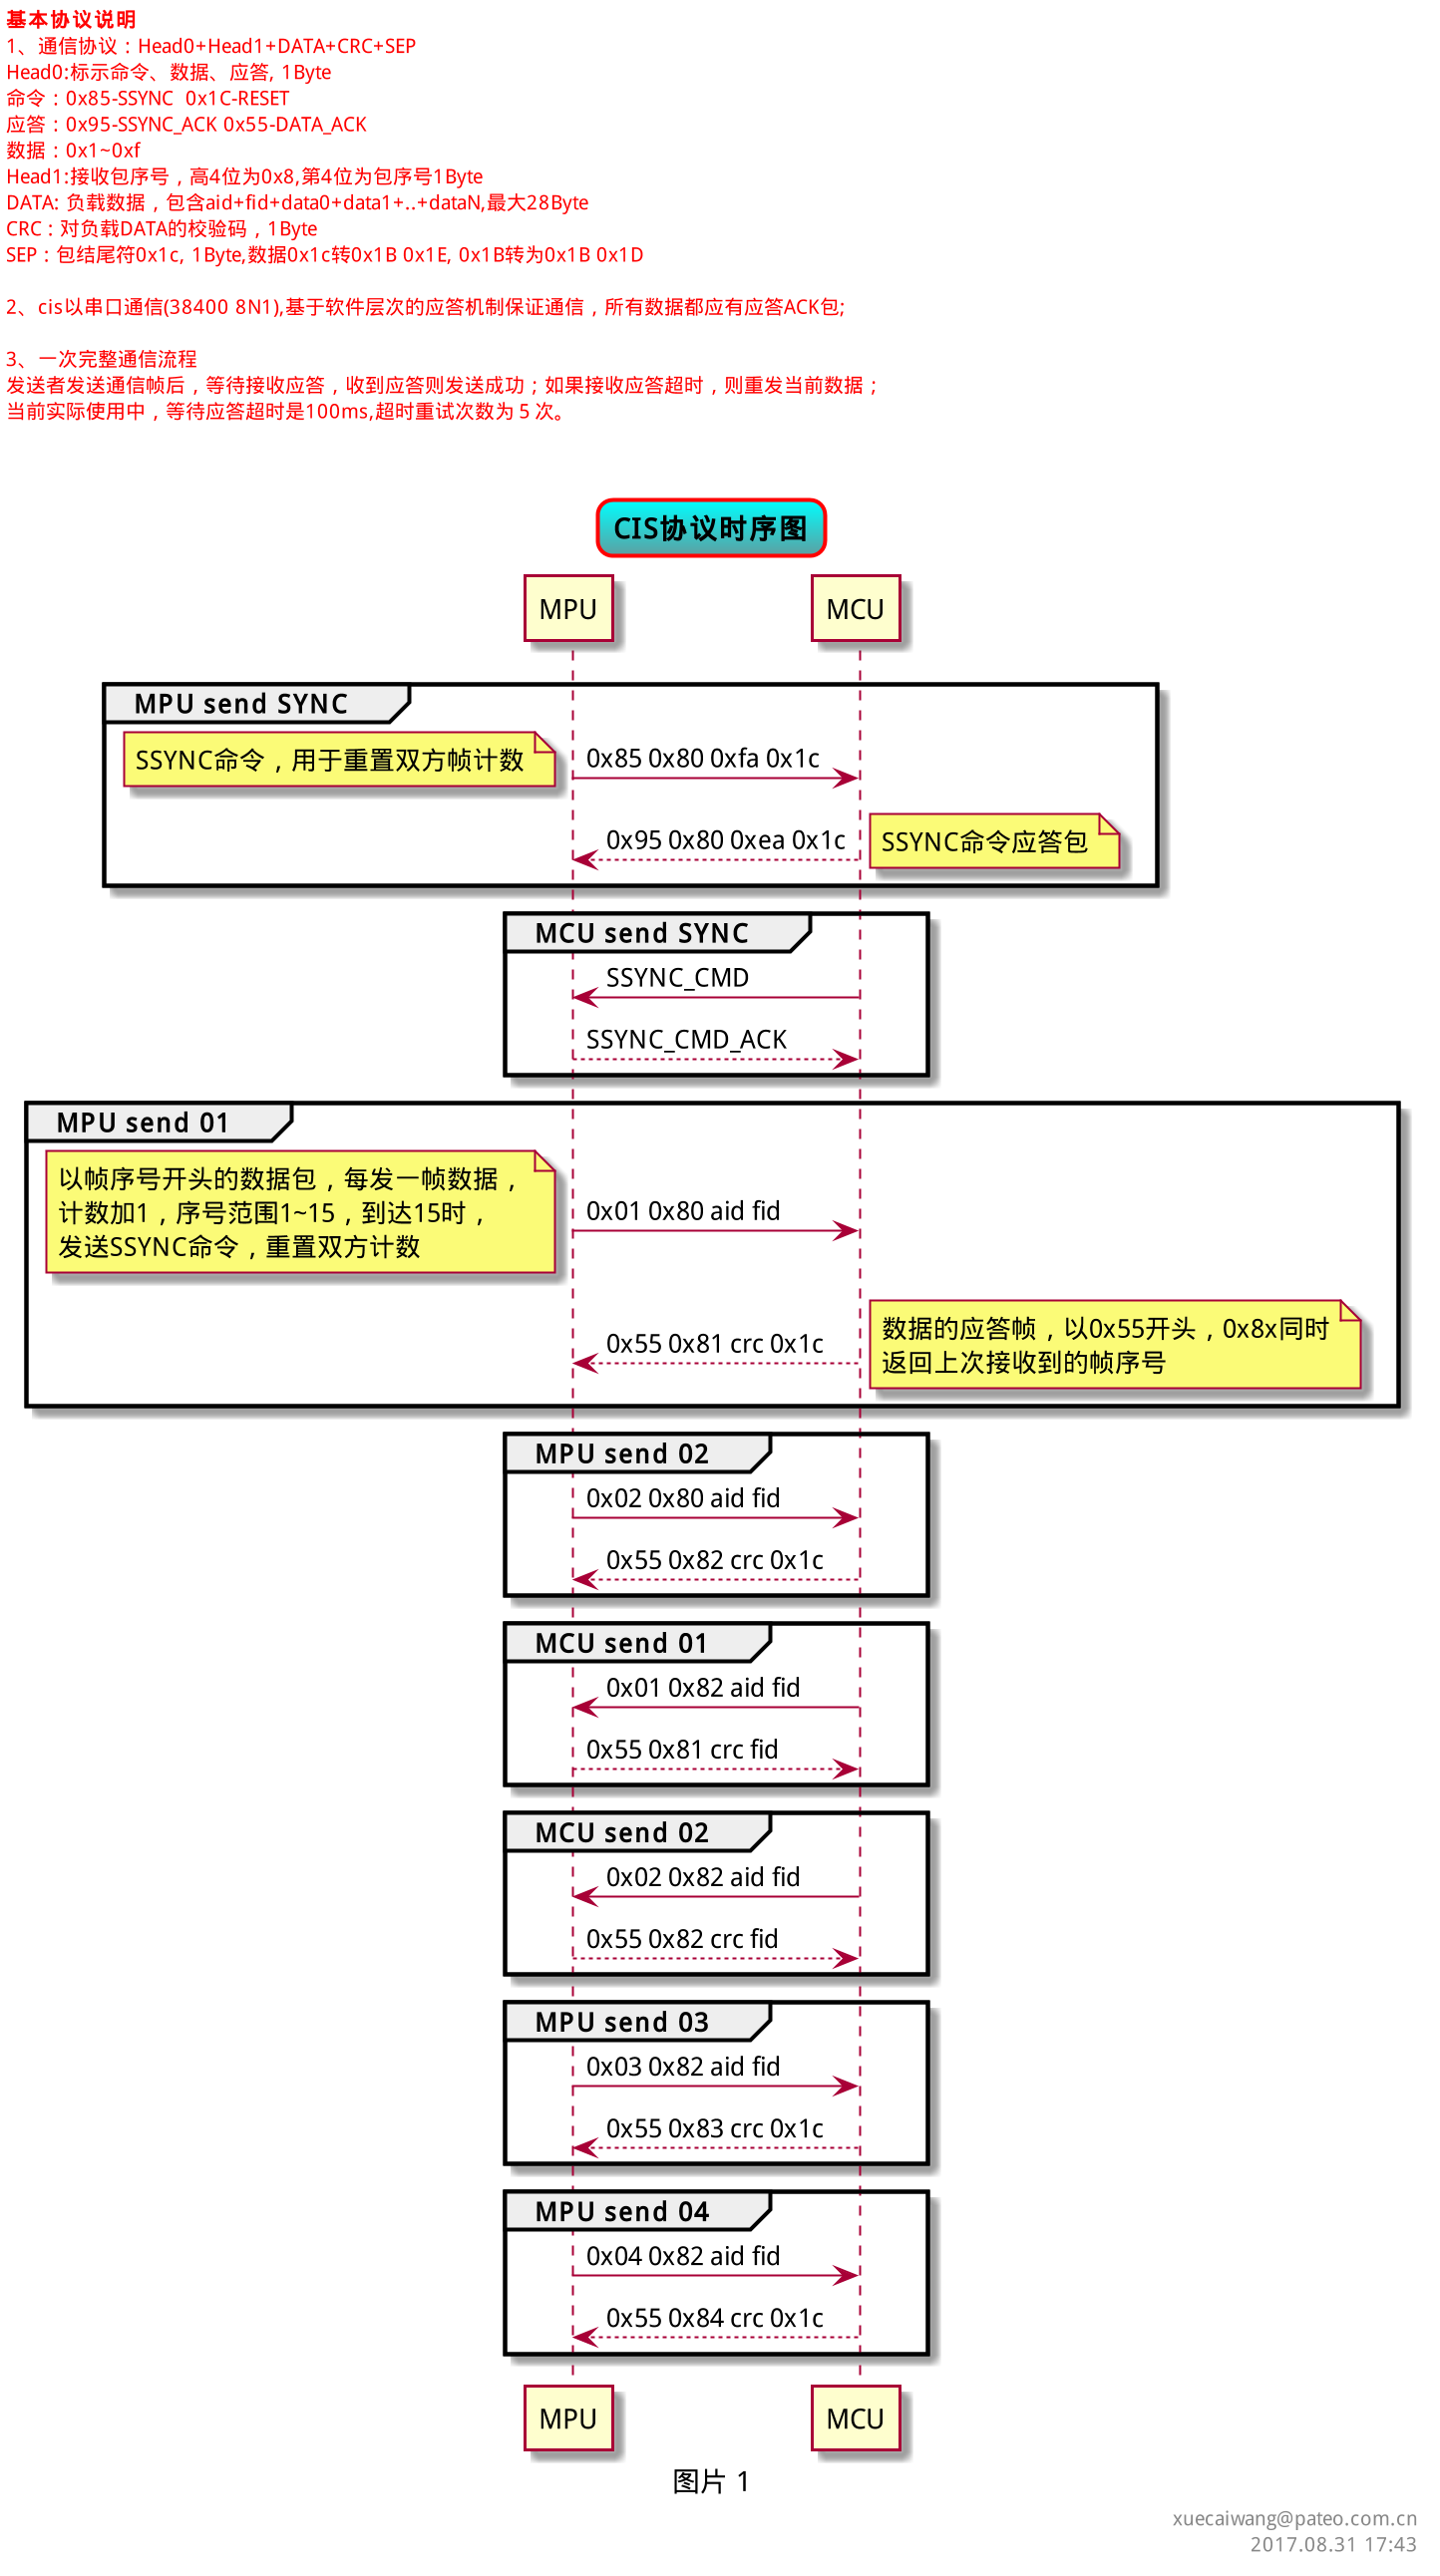 基本协议说明
1、通信协议：Head0+Head1+DATA+CRC+SEP
Head0:标示命令、数据、应答, 1Byte
命令：0x85-SSYNC  0x1C-RESET
应答：0x95-SSYNC_ACK 0x55-DATA_ACK
数据：0x1~0xf
Head1:接收包序号，高4位为0x8,第4位为包序号1Byte
DATA: 负载数据，包含aid+fid+data0+data1+..+dataN,最大28Byte
CRC：对负载DATA的校验码，1Byte
SEP：包结尾符0x1c, 1Byte,数据0x1c转0x1B 0x1E, 0x1B转为0x1B 0x1D
2、cis以串口通信(38400 8N1),基于软件层次的应答机制保证通信，所有数据都应有应答ACK包;
3、一次完整通信流程
发送者发送通信帧后，等待接收应答，收到应答则发送成功；如果接收应答超时，则重发当前数据；
当前实际使用中，等待应答超时是100ms,超时重试次数为 5 次。
CIS协议时序图
MPU
MCU
MPU send SYNC
SSYNC命令，用于重置双方帧计数
0x85 0x80 0xfa 0x1c
0x95 0x80 0xea 0x1c
SSYNC命令应答包
MCU send SYNC
SSYNC_CMD
SSYNC_CMD_ACK
MPU send 01
以帧序号开头的数据包，每发一帧数据，
计数加1，序号范围1~15，到达15时，
发送SSYNC命令，重置双方计数
0x01 0x80 aid fid
0x55 0x81 crc 0x1c
数据的应答帧，以0x55开头，0x8x同时
返回上次接收到的帧序号
MPU send 02
0x02 0x80 aid fid
0x55 0x82 crc 0x1c
MCU send 01
0x01 0x82 aid fid
0x55 0x81 crc fid
MCU send 02
0x02 0x82 aid fid
0x55 0x82 crc fid
MPU send 03
0x03 0x82 aid fid
0x55 0x83 crc 0x1c
MPU send 04
0x04 0x82 aid fid
0x55 0x84 crc 0x1c
MPU
MCU
图片 1
xuecaiwang@pateo.com.cn
2017.08.31 17:43